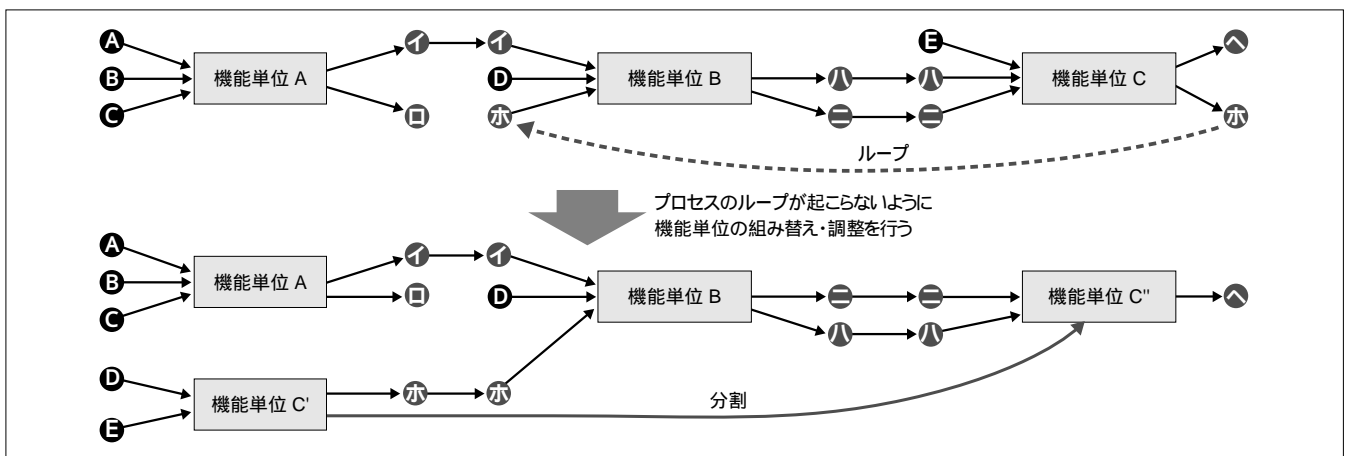 A イ イ E ヘ
B 機能単位 A D 機能単位 B ハ ハ 機能単位 C
C ロ ホ ニ ニ ホ
ループ
プロセスのループが起こらないように
機能単位の組み替え・調整を行う
A イ イ
B 機能単位 A ロ D 機能単位 B ニ ニ 機能単位 C'' ヘ
C ハ ハ
D 機能単位 C' ホ ホ 分割
E